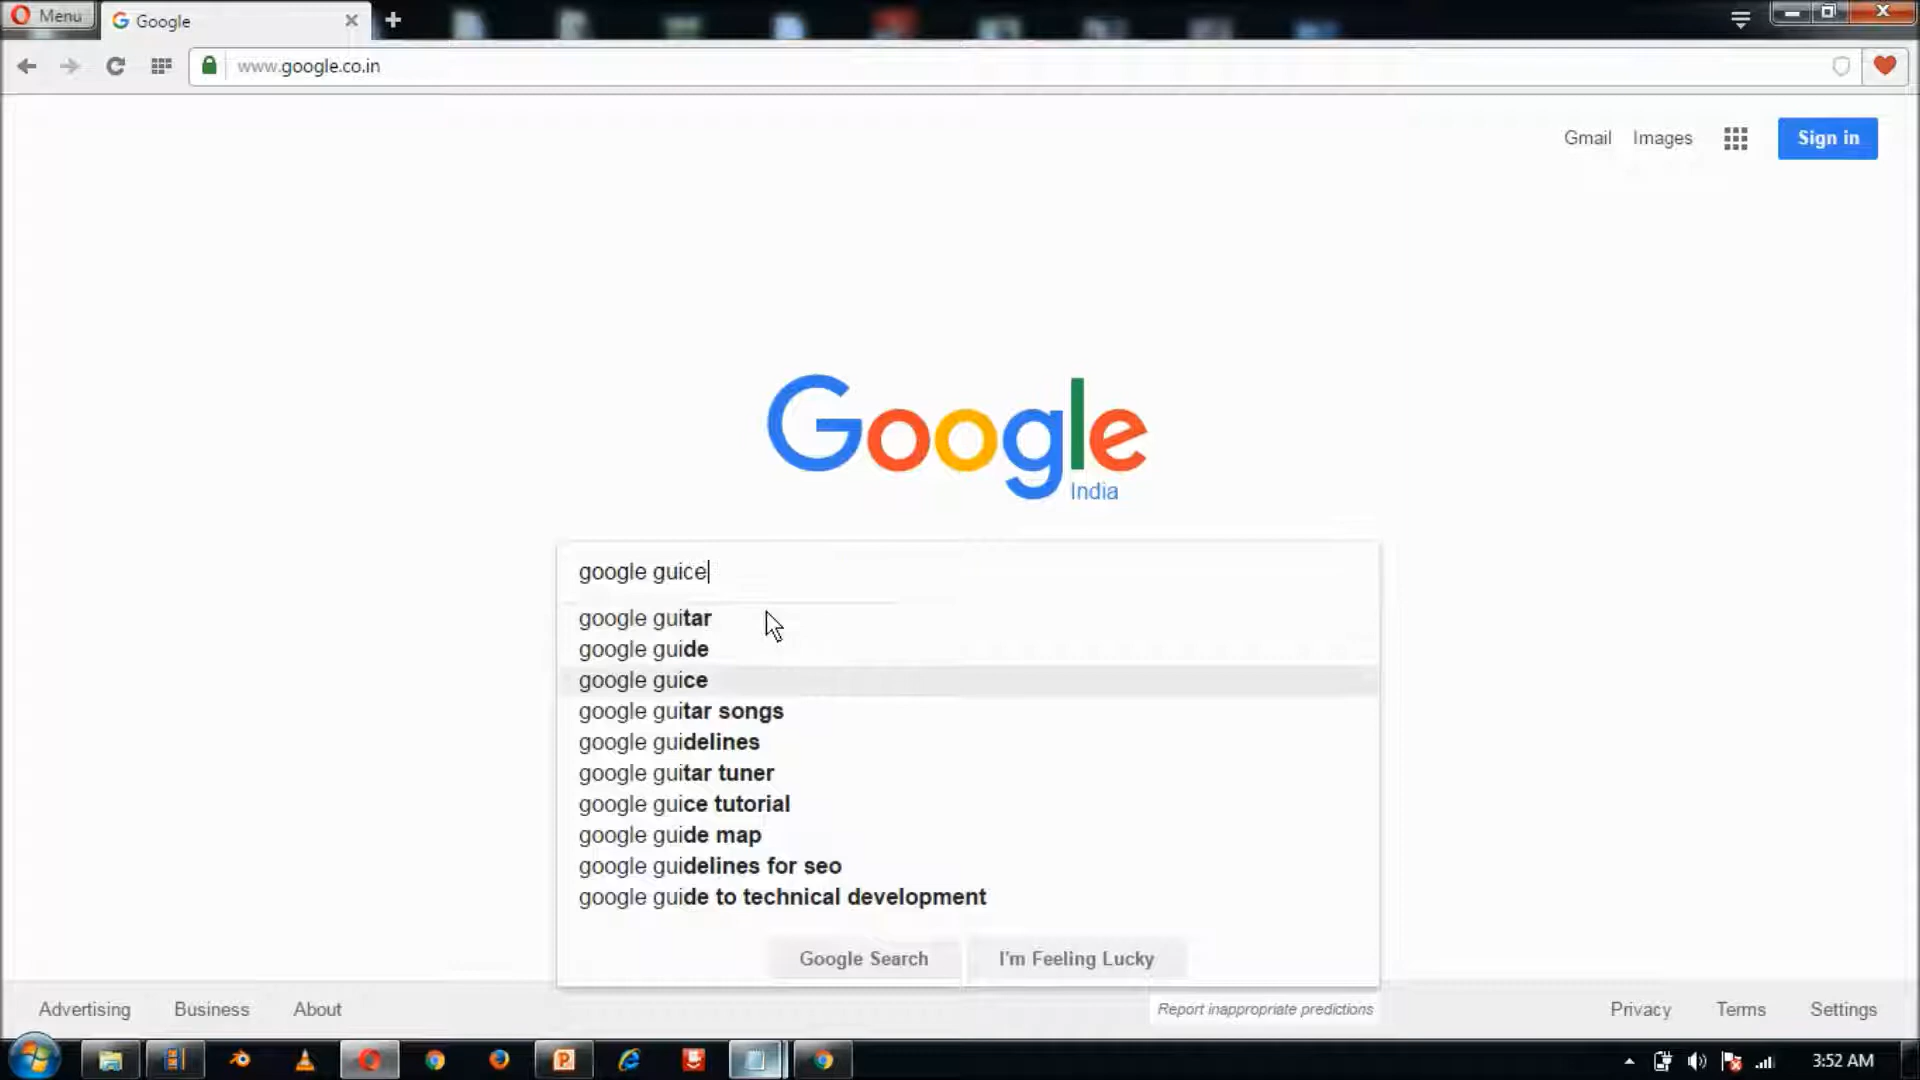 Menu
Google
www.google.co.in
Gmail Images Sign in
Google
India
google guice
google guitar
google guide
google guice
google guitar songs
google guidelines
google guitar tuner
google guice tutorial
google guide map
google guidelines for seo
google guide to technical development
Google Search I'm Feeling Lucky
Report inappropriate predictions
Advertising Business About Privacy Terms Settings
3:52 AM